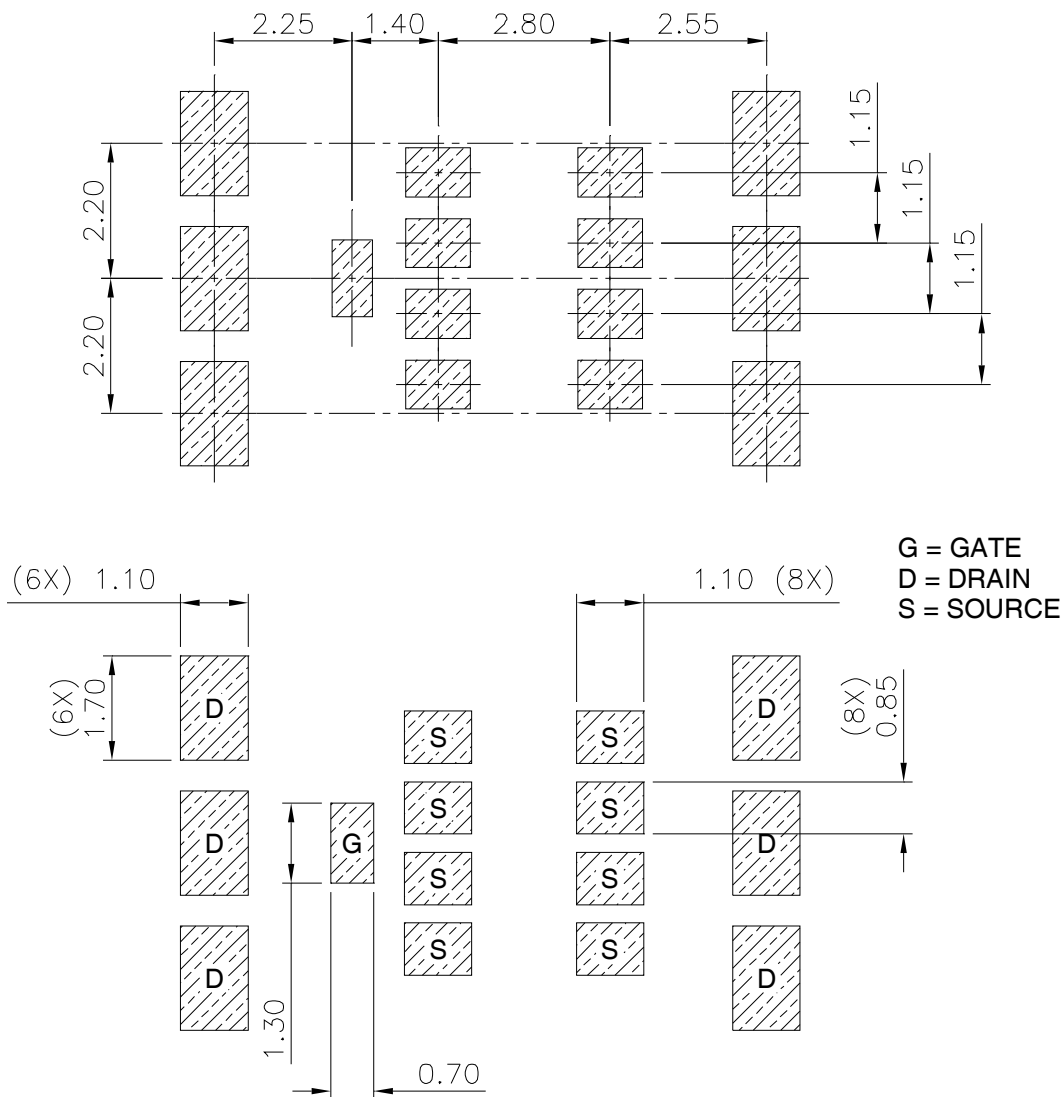 2.25 1.40 2.80 2.55
1.15
1.15
1.15
2.20
2.20
G = GATE
D = DRAIN
S = SOURCE
(6X) 1.10
1.10 (8X)
(6X)
1.70
(8X)
0.85
D
S
S
D
S
S
D
G
D
S
S
S
S
D
D
1.30
0.70